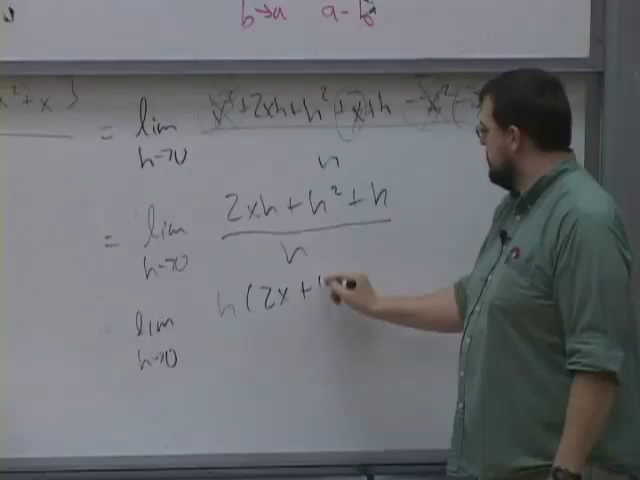 b→a a-b
x²+x)
= lim h→0 x²+2xh+h²+x+h-x²-
h
= lim h→0 2xh+h²+h
h
lim h→0 h(2x+